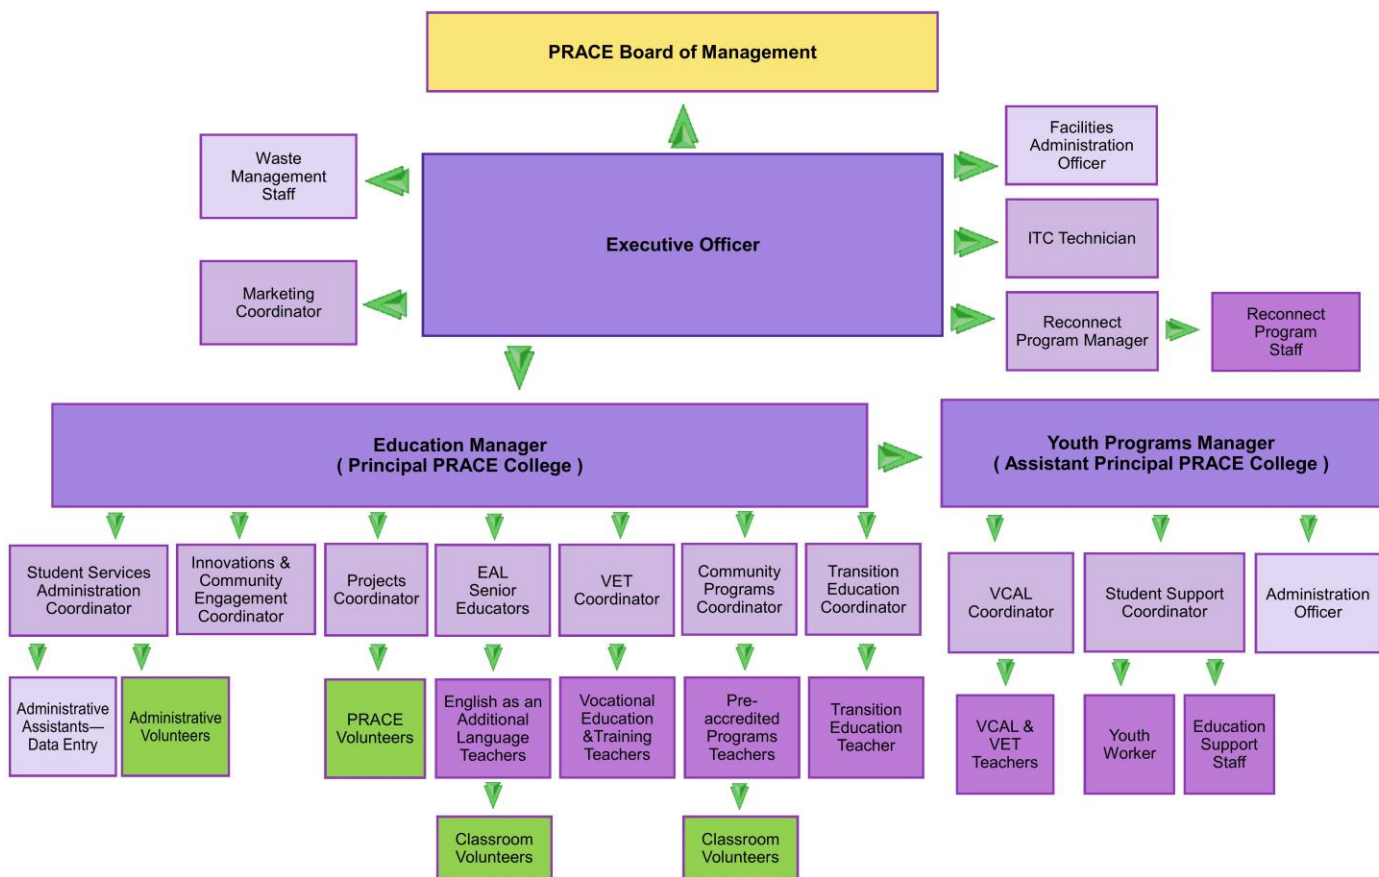 PRACE Board of Management
Facilities
Administration
Officer
Waste
Management
Staff
Executive Officer
ITC Technician
Marketing
Coordinator
Reconnect
Program Manager
Reconnect
Program
Staff
Education Manager
( Principal PRACE College )
Youth Programs Manager
( Assistant Principal PRACE College )
Student Services
Administration
Coordinator
Innovations &
Community
Engagement
Coordinator
Projects
Coordinator
EAL
Senior
Educators
VET
Coordinator
Community
Programs
Coordinator
Transition
Education
Coordinator
VCAL
Coordinator
Student Support
Coordinator
Administration
Officer
Administrative
Assistants—
Data Entry
Administrative
Volunteers
PRACE
Volunteers
English as an
Additional
Language
Teachers
Vocational
Education
&Training
Teachers
Pre-
accredited
Programs
Teachers
Transition
Education
Teacher
VCAL &
VET
Teachers
Youth
Worker
Education
Support
Staff
Classroom
Volunteers
Classroom
Volunteers